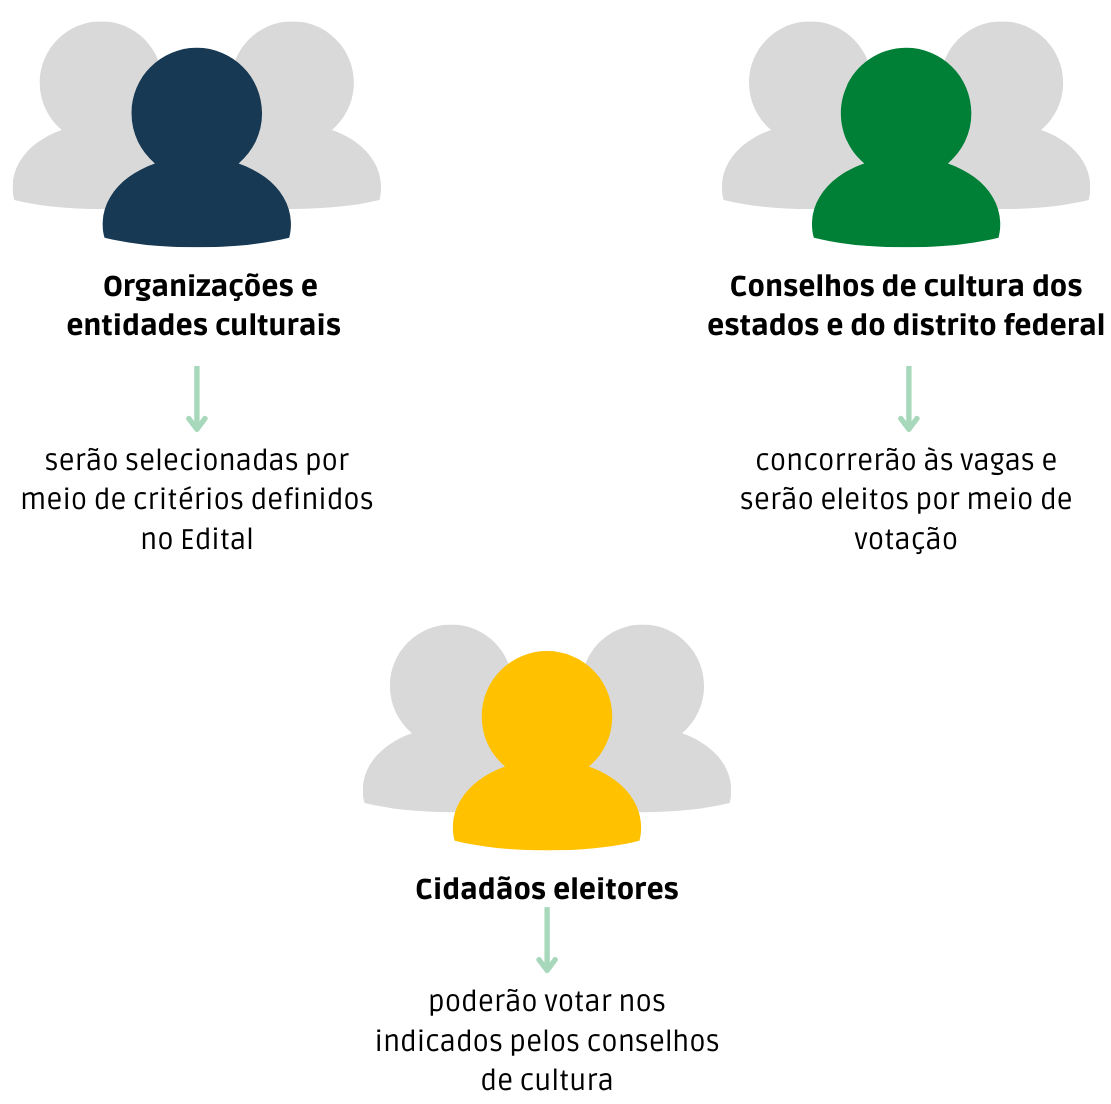 Organizações e
entidades culturais
serão selecionadas por
meio de critérios definidos
no Edital
Conselhos de cultura dos
estados e do distrito federal
concorrerão às vagas e
serão eleitos por meio de
votação
Cidadãos eleitores
poderão votar nos
indicados pelos conselhos
de cultura